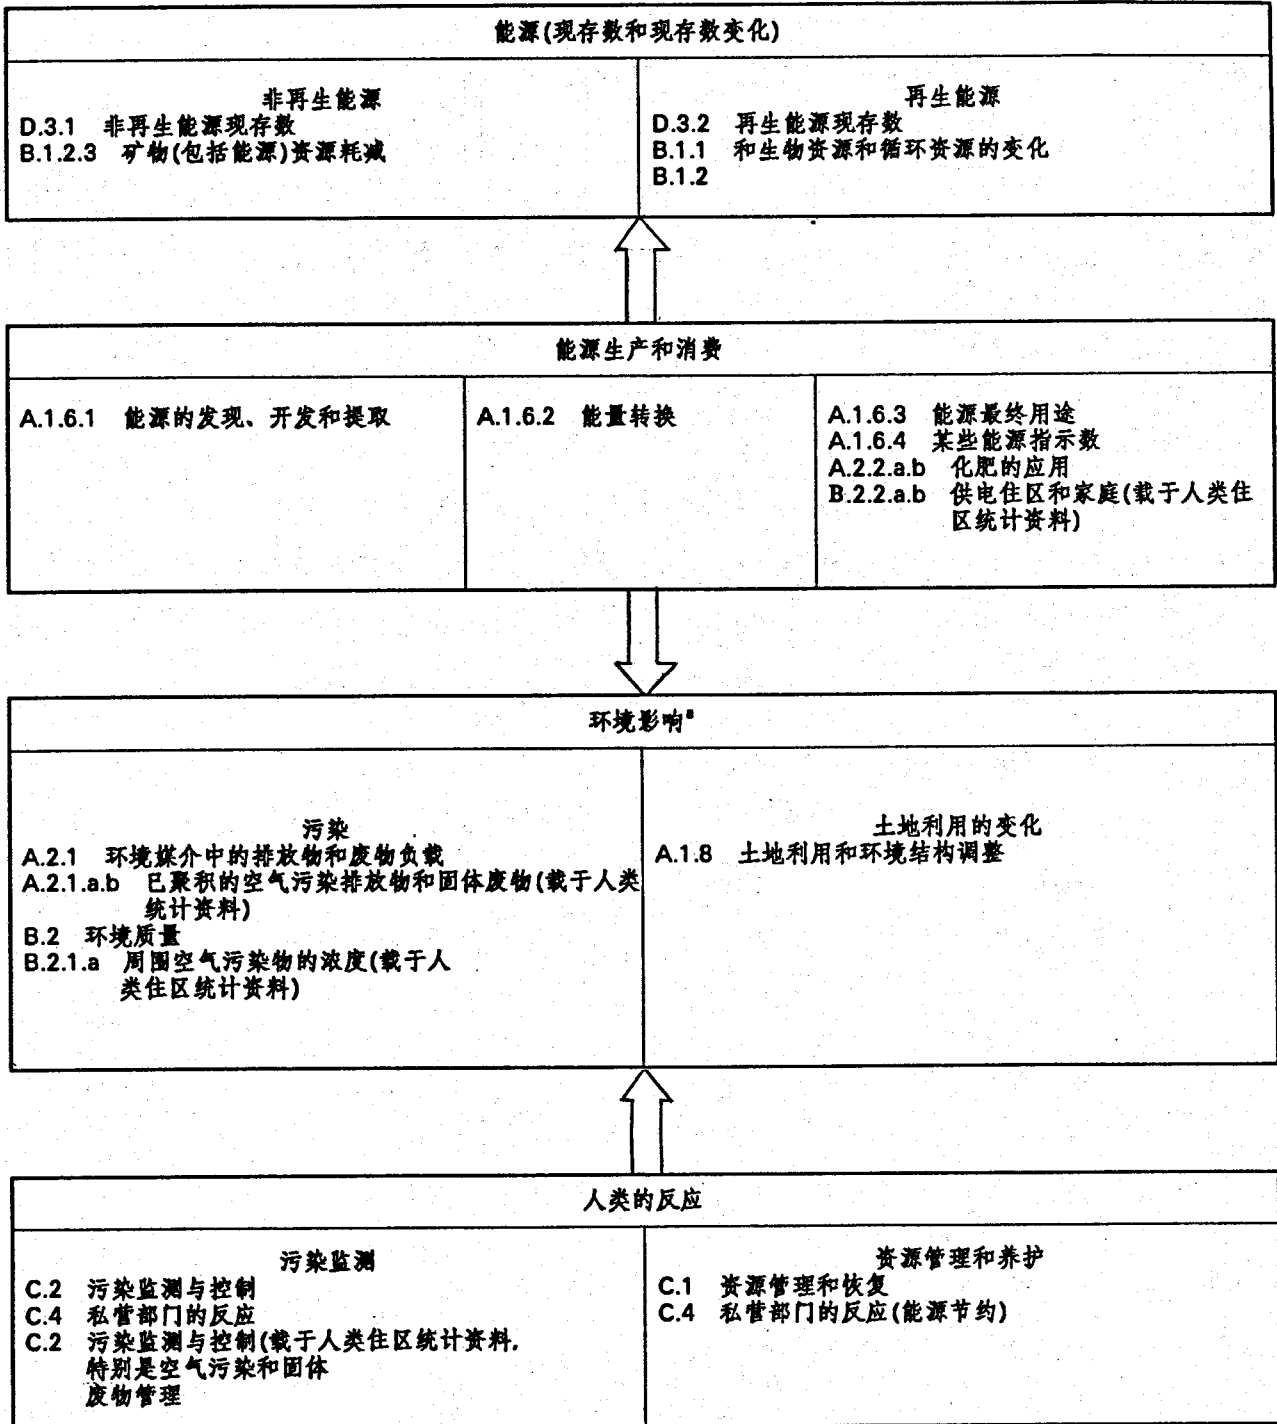 能源(现存数和现存数变化)
非再生能源
D.3.1 非再生能源现存数
B.1.2.3 矿物(包括能源)资源耗减
再生能源
D.3.2 再生能源现存数
B.1.1 和生物资源和循环资源的变化
B.1.2
能源生产和消费
A.1.6.1 能源的发现、开发和提取
A.1.6.2 能量转换
A.1.6.3 能源最终用途
A.1.6.4 某些能源指示数
A.2.2.a.b 化肥的应用
B.2.2.a.b 供电住区和家庭(载于人类住
区统计资料)
环境影响ª
污染
A.2.1 环境媒介中的排放物和废物负载
A.2.1.a.b 已聚积的空气污染排放物和固体废物(载于人类
统计资料)
B.2 环境质量
B.2.1.a 周围空气污染物的浓度(载于人
类住区统计资料)
土地利用的变化
A.1.8 土地利用和环境结构调整
人类的反应
污染监测
C.2 污染监测与控制
C.4 私营部门的反应
C.2 污染监测与控制(载于人类住区统计资料,
特别是空气污染和固体
废物管理
资源管理和养护
C.1 资源管理和恢复
C.4 私营部门的反应(能源节约)